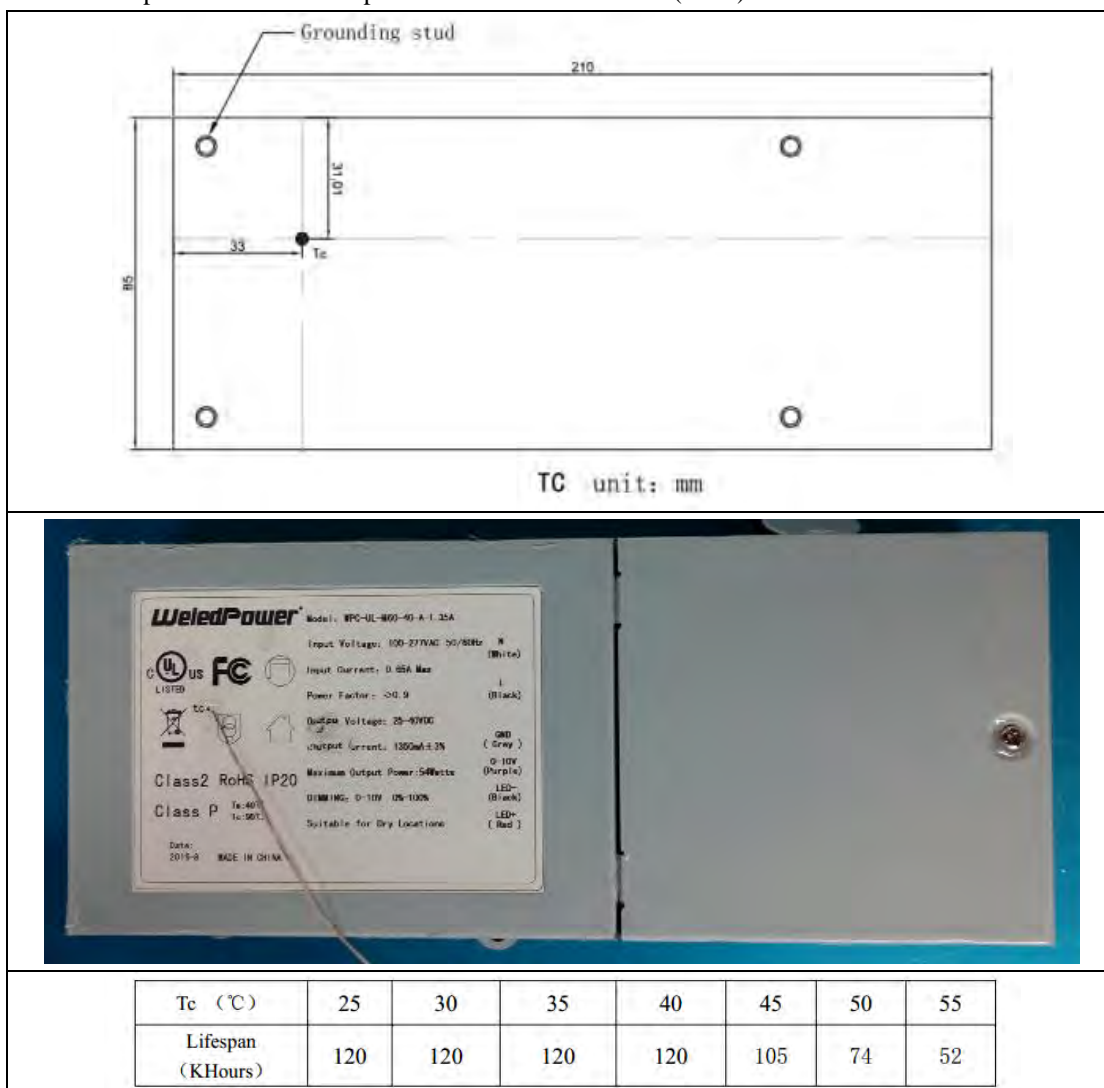 Grounding stud
210
31,01
33
Tc
85
TC unit: mm
WeledPower
Model: WPC-UL-M60-40-A-1.35A
Input Voltage: 100-277VAC 50/60Hz
N
(White)
Input Current: 0.65A Max
L
(Black)
Power Factor: >0.9
C UL US FC
LISTED
tc
Output Voltage: 25-40VDC
GND
( Gray )
Output Current: 1350mA±3%
0-10V
(Purple)
Maximum Output Power:54Watts
LED-
(Black)
Class2 RoHS IP20
DIMMING: 0-10V 0%-100%
LED+
( Red )
Class P
Suitable for Dry Locations
Date:
MADE IN CHINA
Tc （℃） 25 30 35 40 45 50 55
Lifespan
（KHours） 120 120 120 120 105 74 52